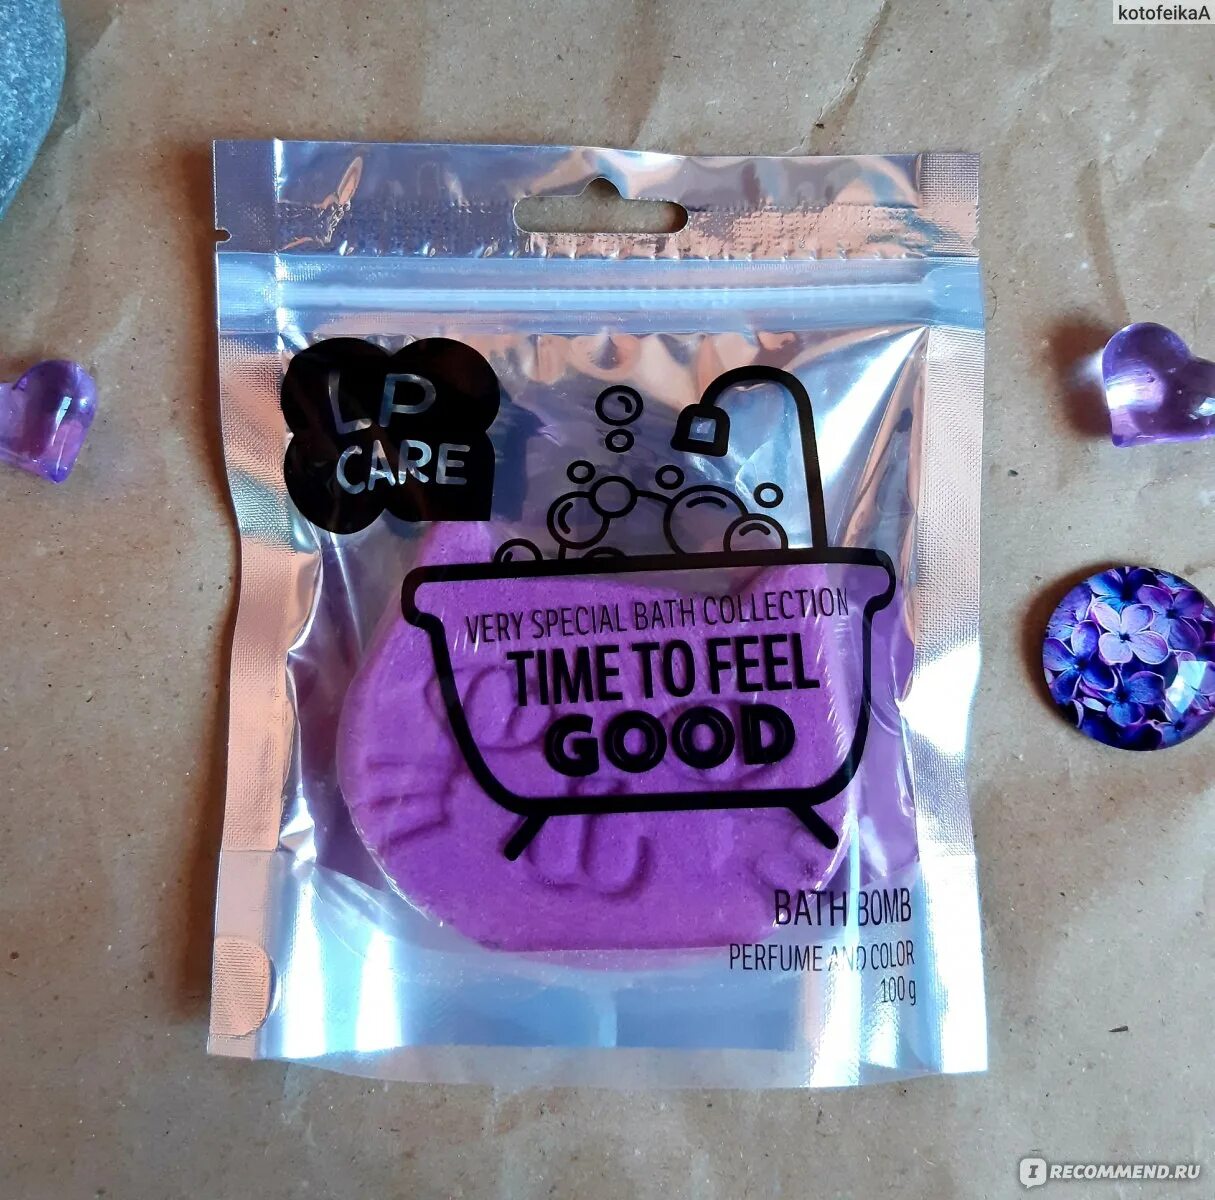 kotofeikaA
LP
CARE
VERY SPECIAL BATH COLLECTION
TIME TO FEEL
GOOD
BATH BOMB
PERFUME AND COLOR
100 g
I RECOMMEND.RU